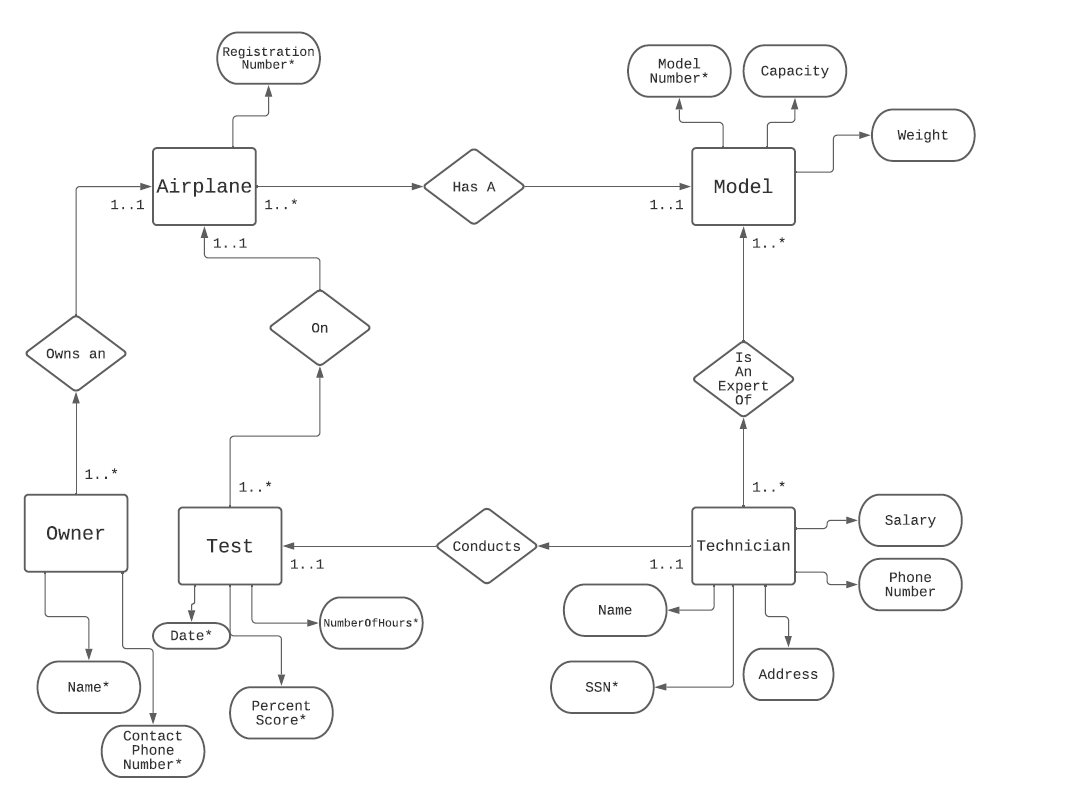 Registration
Number*
Model
Number*
Capacity
Weight
Airplane
Has A
Model
1..1
1..*
1..1
1..1
1..*
On
Owns an
Is
An
Expert
Of
1..*
1..*
1..*
Owner
Test
Conducts
Technician
Salary
1..1
1..1
Phone
Number
Name
NumberOfHours*
Date*
Address
Name*
SSN*
Percent
Score*
Contact
Phone
Number*